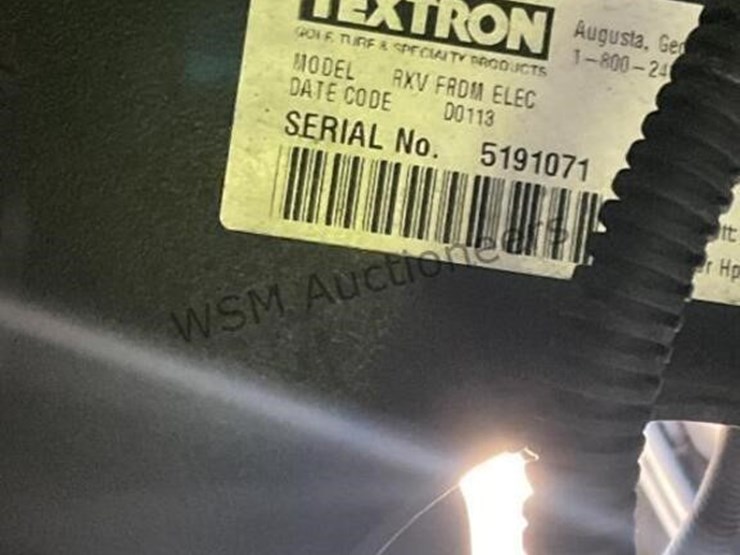 TEXTRON
GOLF, TURF & SPECIALTY PRODUCTS
Augusta,
1-800-24
MODEL RXV FRDM ELEC
DATE CODE D0113
SERIAL No. 5191071
Hp
WSM Auctioneers